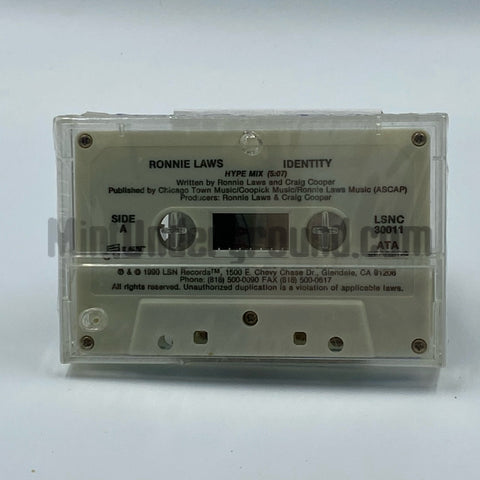 RONNIE LAWS IDENTITY
HYPE MIX (5:07)
Written by Ronnie Laws and Craig Cooper
Published by Chicago Town Music/Coopick Music/Ronnie Laws Music (ASCAP)
Producers: Ronnie Laws & Craig Cooper
SIDE
A
LSNC
30011
MindUnderground.com
LSN
ATA
℗ & © 1990 LSN Records™, 1500 E. Chevy Chase Dr., Glendale, CA 91206
Phone: (818) 500-0090 FAX (818) 500-0617
All rights reserved. Unauthorized duplication is a violation of applicable laws.